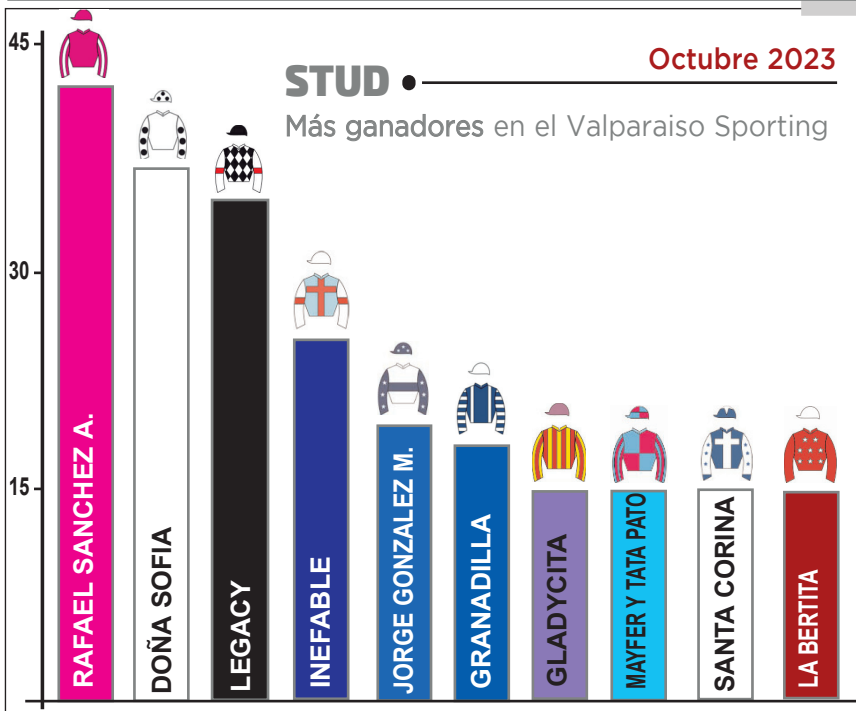 45
30
15
STUD
Octubre 2023
Más ganadores en el Valparaiso Sporting
RAFAEL SANCHEZ A.
DOÑA SOFIA
LEGACY
INEFABLE
JORGE GONZALEZ M.
GRANADILLA
GLADYCITA
MAYFER Y TATA PATO
SANTA CORINA
LA BERTITA